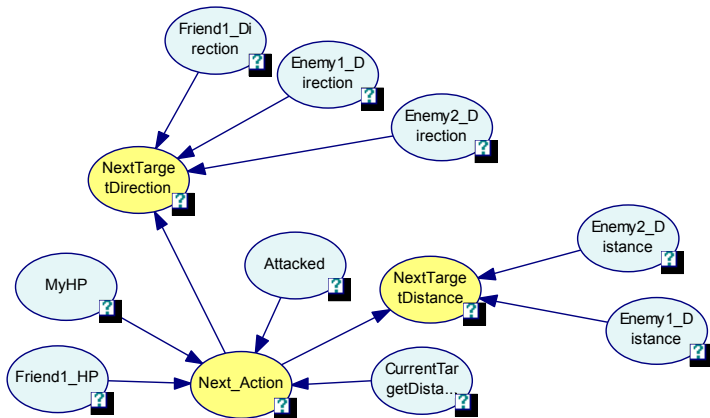 Friend1_Di
rection
Enemy1_D
irection
Enemy2_D
irection
NextTarge
tDirection
Enemy2_D
istance
Attacked
NextTarge
tDistance
MyHP
Enemy1_D
istance
Friend1_HP
Next_Action
CurrentTar
getDista...